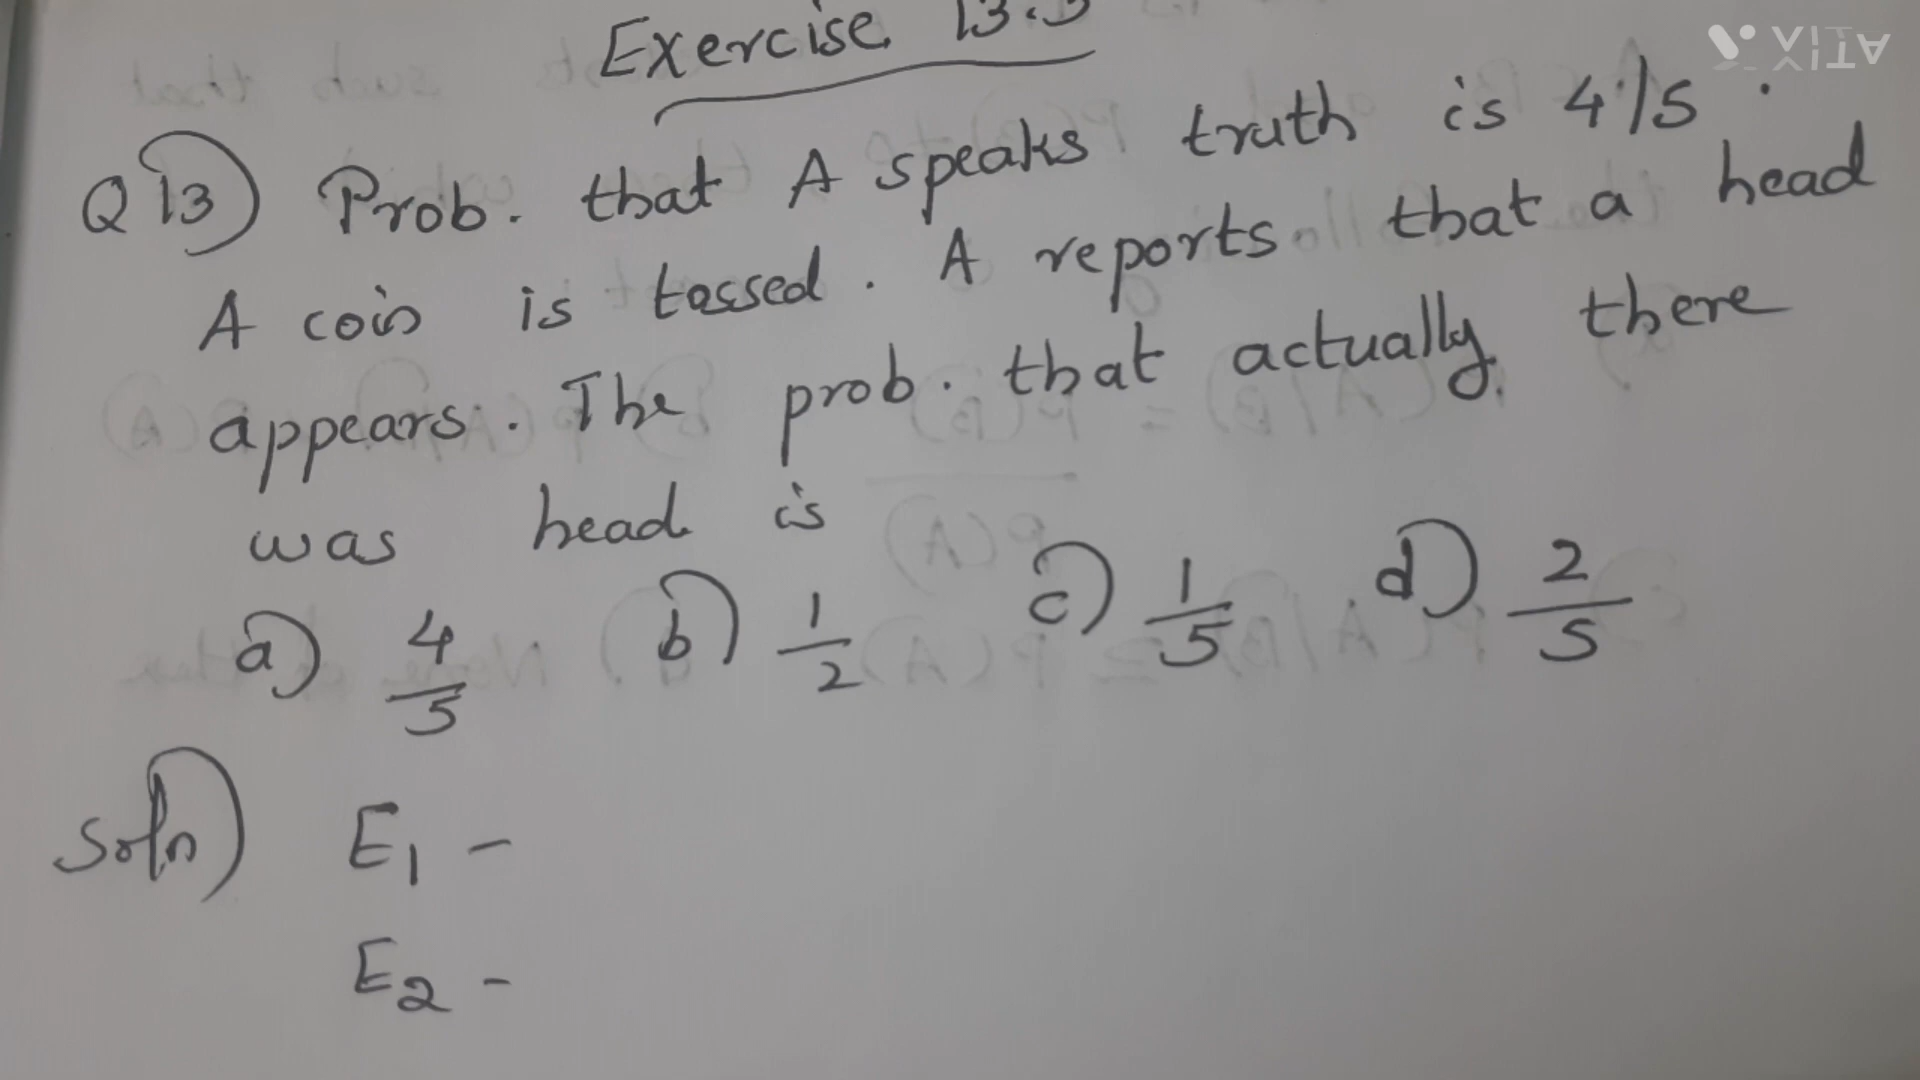 Exercise 13.3
VITA
Q13) Prob. that A speaks truth is 4/5.
A coin is tossed. A reports that a head
appears. The prob. that actually there
was head is
a) 4/5 b) 1/2 c) 1/5 d) 2/5
Soln) E1 -
E2 -